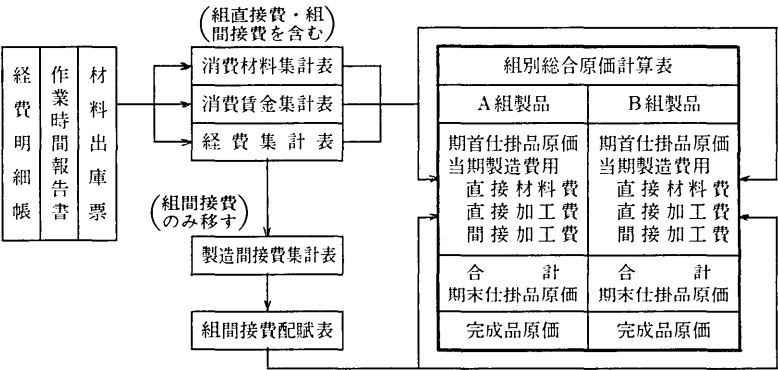 経費明細帳
作業時間報告書
材料出庫票
(組直接費・組
間接費を含む)
消費材料集計表
消費賃金集計表
経費集計表
(組間接費
のみ移す)
製造間接費集計表
組間接費配賦表
組別総合原価計算表
A組製品
B組製品
期首仕掛品原価
当期製造費用
直接材料費
直接加工費
間接加工費
合計
期末仕掛品原価
完成品原価
期首仕掛品原価
当期製造費用
直接材料費
直接加工費
間接加工費
合計
期末仕掛品原価
完成品原価